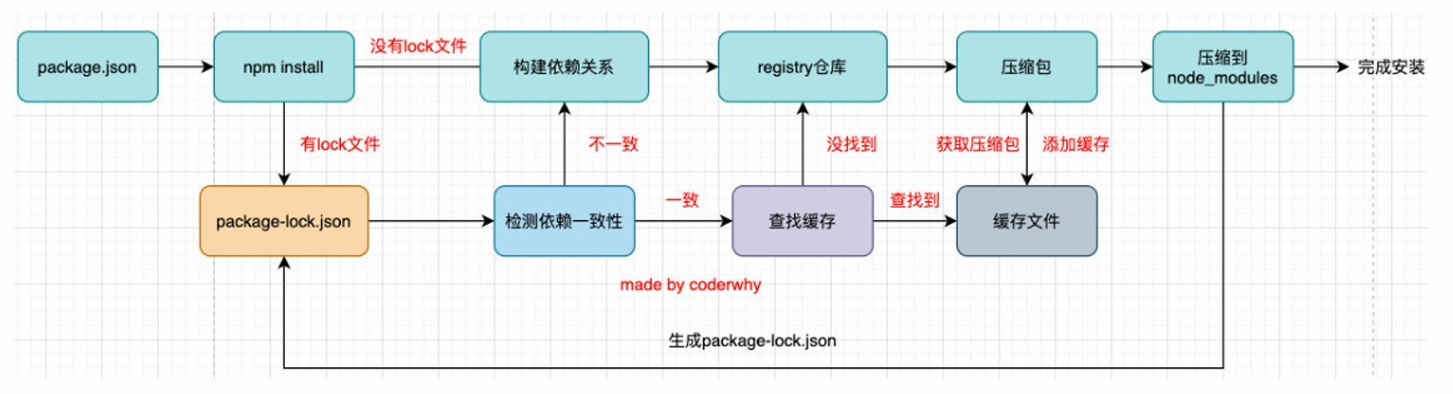 package.json
npm install
没有lock文件
构建依赖关系
registry仓库
压缩包
压缩到
node_modules
完成安装
有lock文件
不一致
没找到
获取压缩包
添加缓存
package-lock.json
检测依赖一致性
一致
查找缓存
查找到
缓存文件
made by coderwhy
生成package-lock.json